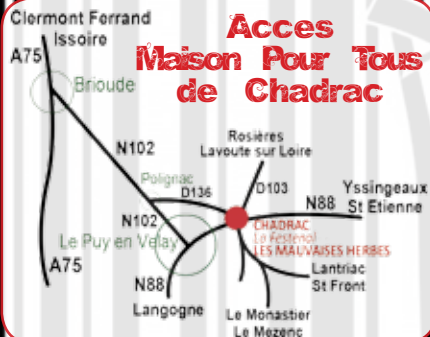 Clermont Ferrand
Issoire
Acces
Maison Pour Tous
de Chadrac
A75
Brioude
N102
Rosières
Lavoute sur Loire
Polignac
D136
D103
Yssingeaux
St Etienne
N88
N102
CHADRAC
Le Festenal
LES MAUVAISES HERBES
Le Puy en Velay
A75
Lantriac
St Front
N88
Langogne
Le Monastier
Le Mezenc